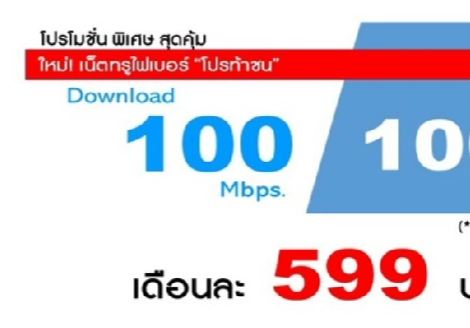 โปรโมชั่น พิเศษ สุดคุ้ม
ใหม่! เน็ตทรูไฟเบอร์ “โปรท้าชน”
Download
100
10
Mbps.
(*
เดือนละ 599